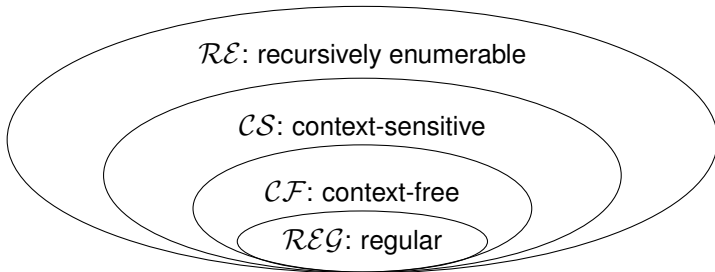 ℛℰ: recursively enumerable
𝒞𝒮: context-sensitive
𝒞ℱ: context-free
ℛℰ𝒢: regular